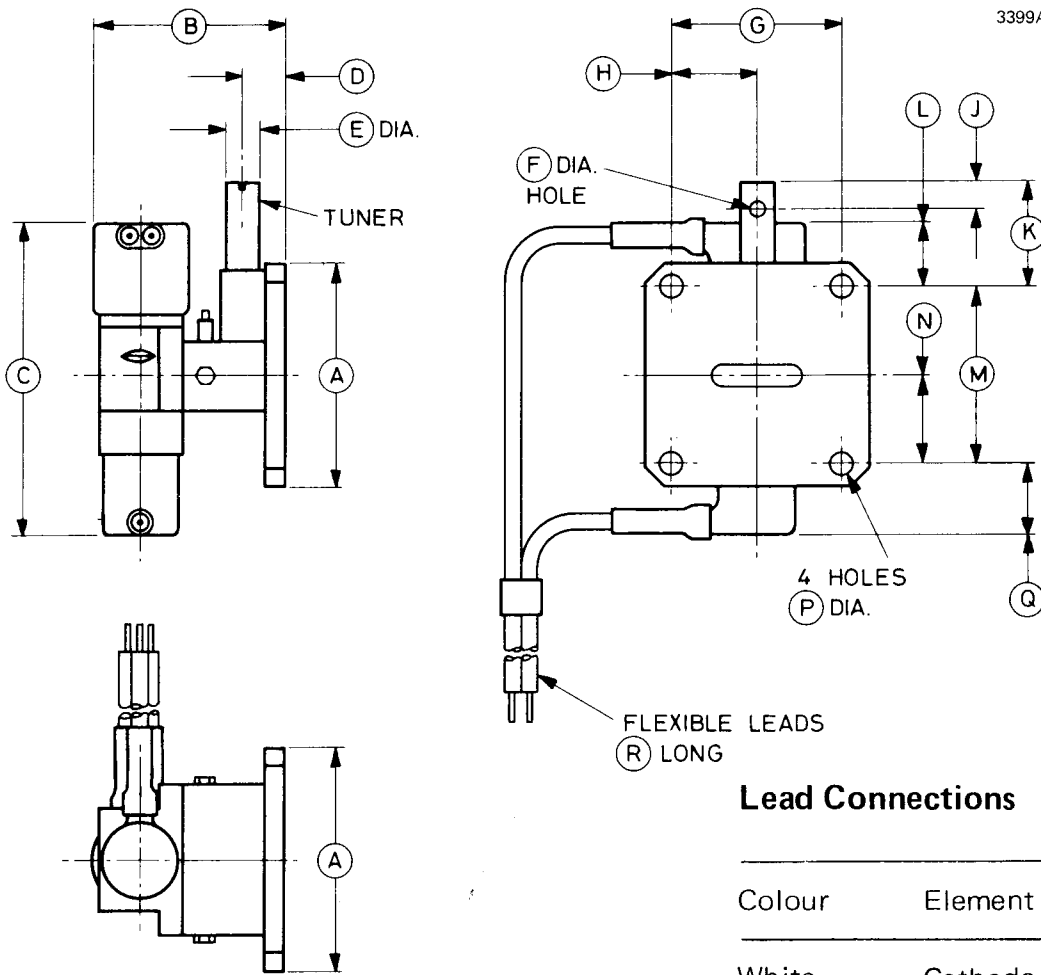 3399A
B
G
D
H
L
J
E DIA.
F DIA.
HOLE
TUNER
K
N
C
A
M
4 HOLES
P DIA.
Q
FLEXIBLE LEADS
R LONG
A
Lead Connections
Colour Element
White Cathode